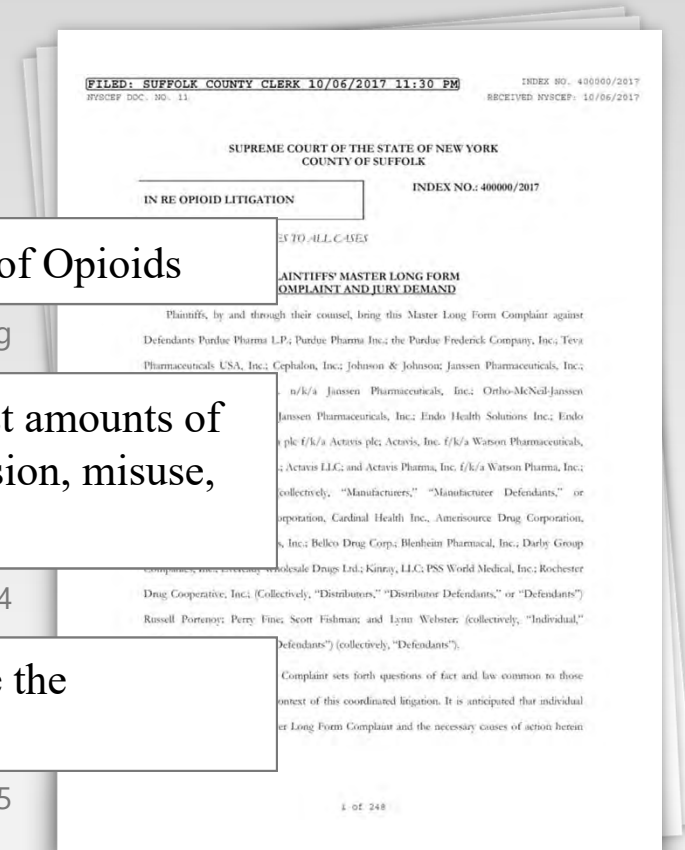 FILED: SUFFOLK COUNTY CLERK 10/06/2017 11:30 PM
INDEX NO. 400000/2017
NYSCEF DOC. NO. 11
RECEIVED NYSCEF: 10/06/2017
SUPREME COURT OF THE STATE OF NEW YORK
COUNTY OF SUFFOLK
IN RE OPIOID LITIGATION
INDEX NO.: 400000/2017
TO ALL CASES
of Opioids
MASTER LONG FORM
AND JURY DEMAND
g
Plaintiffs, by and through their counsel, bring this Master Long Form Complaint against
Defendants Purdue Pharma L.P.; Purdue Pharma Inc.; the Purdue Frederick Company, Inc.; Teva
Pharmaceuticals USA, Inc.; Cephalon, Inc.; Johnson & Johnson; Janssen Pharmaceuticals, Inc.;
n/k/a Janssen Pharmaceuticals, Inc.; Ortho-McNeil-Janssen
amounts of
Janssen Pharmaceuticals, Inc.; Endo Health Solutions Inc.; Endo
plc f/k/a Actavis plc; Actavis, Inc. f/k/a Watson Pharmaceuticals,
misuse,
Actavis LLC; and Actavis Pharma, Inc. f/k/a Watson Pharma, Inc.;
(collectively, "Manufacturers," "Manufacturer Defendants," or
Cardinal Health Inc., Amerisource Drug Corporation,
Inc.; Bellco Drug Corp.; Blenheim Pharmacal, Inc.; Darby Group
Drugs Ltd.; Kinray, LLC; PSS World Medical, Inc.; Rochester
4
Drug Cooperative, Inc.; (Collectively, "Distributors," "Distributor Defendants," or "Defendants")
Russell Portenoy; Perry Fine; Scott Fishman; and Lynn Webster; (collectively, "Individual,"
Defendants") (collectively, "Defendants").
the
Complaint sets forth questions of fact and law common to those
of this coordinated litigation. It is anticipated that individual
Long Form Complaint and the necessary causes of action herein
5
1 of 248